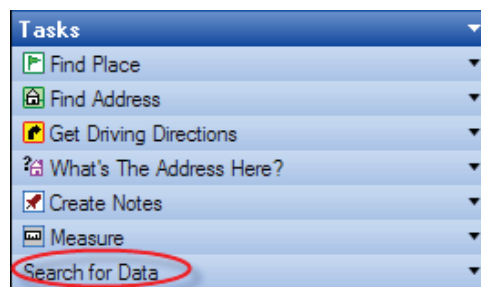 Tasks
Find Place
Find Address
Get Driving Directions
What's The Address Here?
Create Notes
Measure
Search for Data